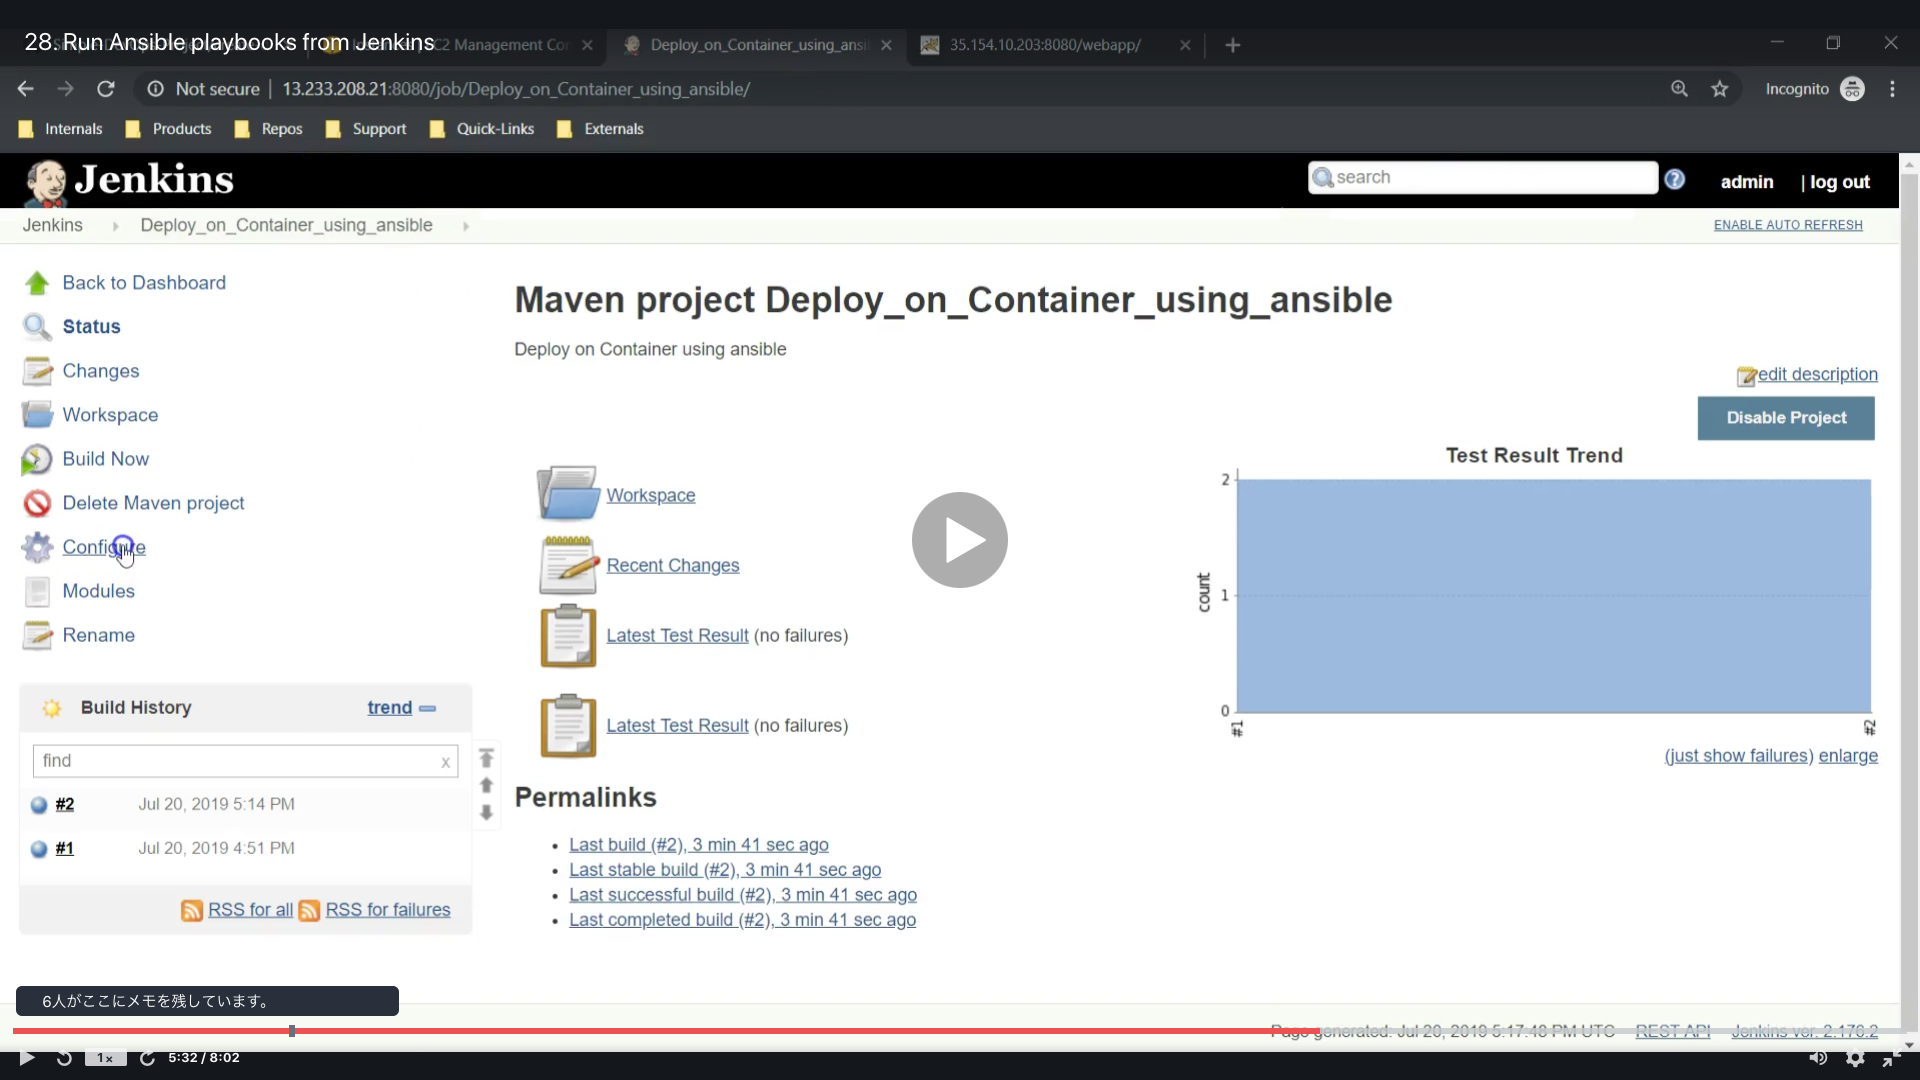 28. Run Ansible playbooks from Jenkins
C2 Management Co
Deploy_on_Container_using_ansi
35.154.10.203:8080/webapp/
Not secure
13.233.208.21:8080/job/Deploy_on_Container_using_ansible/
Incognito
Internals
Products
Repos
Support
Quick-Links
Externals
Jenkins
search
admin
| log out
Jenkins
Deploy_on_Container_using_ansible
ENABLE AUTO REFRESH
Back to Dashboard
Status
Changes
Workspace
Build Now
Delete Maven project
Configure
Modules
Rename
Build History
trend
find
x
#2
Jul 20, 2019 5:14 PM
#1
Jul 20, 2019 4:51 PM
RSS for all
RSS for failures
Maven project Deploy_on_Container_using_ansible
Deploy on Container using ansible
edit description
Disable Project
Workspace
Recent Changes
Latest Test Result (no failures)
Latest Test Result (no failures)
Test Result Trend
2
1
0
count
#1
#2
(just show failures) enlarge
Permalinks
Last build (#2), 3 min 41 sec ago
Last stable build (#2), 3 min 41 sec ago
Last successful build (#2), 3 min 41 sec ago
Last completed build (#2), 3 min 41 sec ago
6人がここにメモを残しています。
Page generated: Jul 20, 2019 5:17:48 PM UTC
REST API
Jenkins ver. 2.176.2
1x
5:32 / 8:02